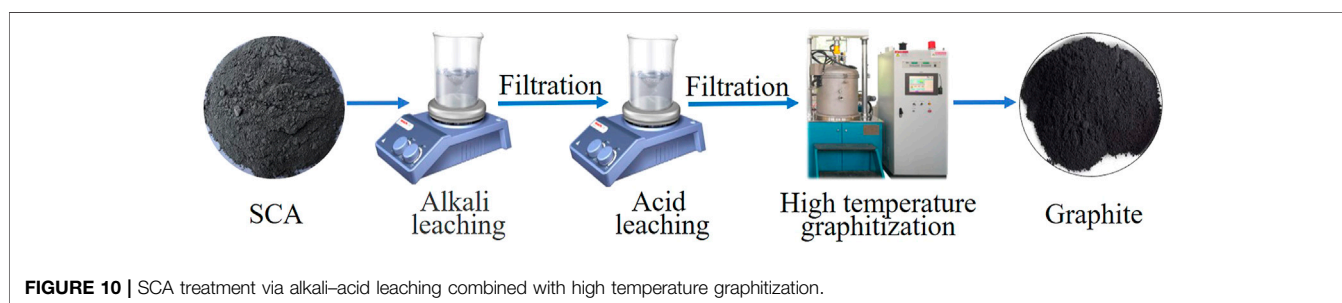 Filtration
Filtration
SCA
Alkali
leaching
Acid
leaching
High temperature
graphitization
Graphite
FIGURE 10 | SCA treatment via alkali–acid leaching combined with high temperature graphitization.